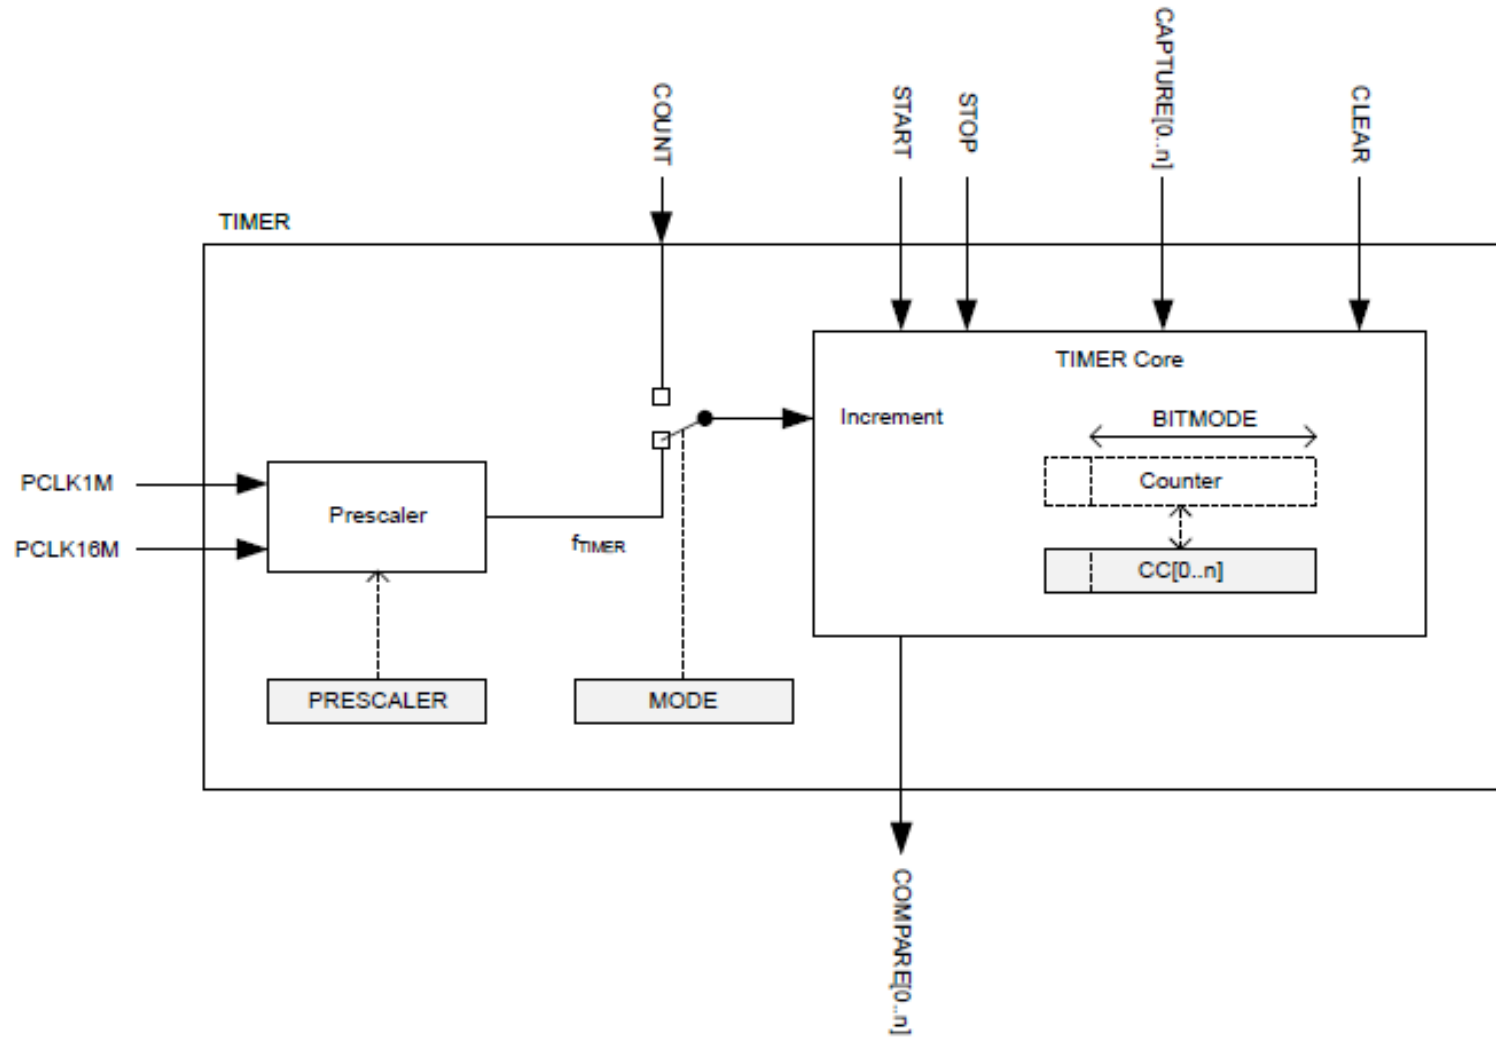 COUNT
START
STOP
CAPTURE[0..n]
CLEAR
TIMER
TIMER Core
Increment
BITMODE
Counter
CC[0..n]
PCLK1M
PCLK16M
Prescaler
fTIMER
PRESCALER
MODE
COMPARE[0..n]